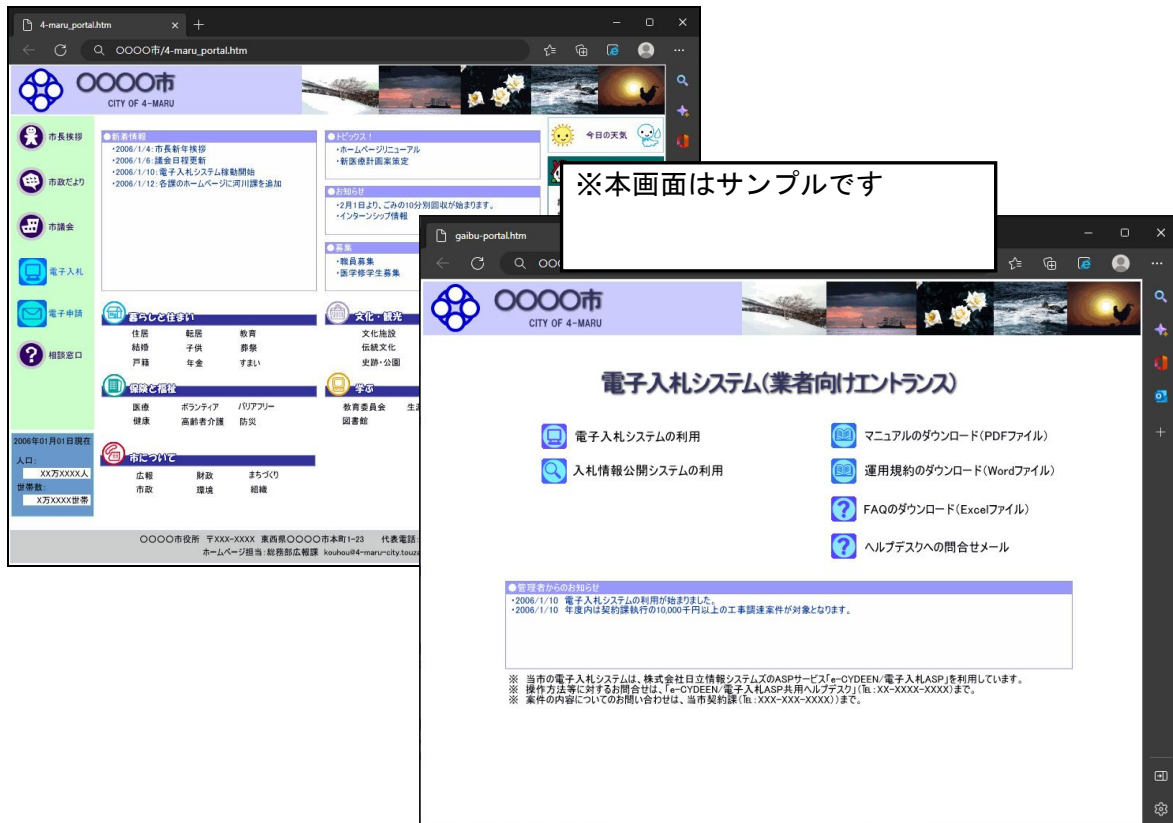 4-maru_portal.htm
〇〇〇〇市/4-maru_portal.htm
〇〇〇〇市
CITY OF 4-MARU
市長挨拶
市政だより
市議会
電子入札
電子申請
相談窓口
●新着情報
・2006/1/4:市長新年挨拶
・2006/1/6:議会日程更新
・2006/1/10:電子入札システム稼動開始
・2006/1/12:各課のホームページに河川課を追加
●トピックス!
・ホームページリニューアル
・新医療計画案策定
●お知らせ
・2月1日より、ごみの10分別回収が始まります。
・インターンシップ情報
●募集
・職員募集
・医学修学生募集
今日の天気
暮らしと住まい
住居 転居 教育
結婚 子供 葬祭
戸籍 年金 すまい
文化・観光
文化施設
伝統文化
史跡・公園
保険と福祉
医療 ボランティア バリアフリー
健康 高齢者介護 防災
学ぶ
教育委員会
図書館
市について
広報 財政 まちづくり
市政 環境 組織
2006年01月01日現在
人口:
XX万XXXX人
世帯数:
X万XXXX世帯
〇〇〇〇市役所 〒XXX-XXXX 東西県〇〇〇〇市本町1-23 代表電話:
ホームページ担当:総務部広報課 kouhou@4-maru-city.touza
※本画面はサンプルです
gaibu-portal.htm
〇〇〇〇市
CITY OF 4-MARU
電子入札システム(業者向けエントランス)
電子入札システムの利用
入札情報公開システムの利用
マニュアルのダウンロード(PDFファイル)
運用規約のダウンロード(Wordファイル)
FAQのダウンロード(Excelファイル)
ヘルプデスクへの問合せメール
●管理者からのお知らせ
・2006/1/10 電子入札システムの利用が始まりました。
・2006/1/10 年度内は契約課執行の10,000千円以上の工事調達案件が対象となります。
※ 当市の電子入札システムは、株式会社日立情報システムズのASPサービス「e-CYDEEN/電子入札ASP」を利用しています。
※ 操作方法等に対するお問合せは、「e-CYDEEN/電子入札ASP共用ヘルプデスク」(℡:XX-XXXX-XXXX)まで。
※ 案件の内容についてのお問い合わせは、当市契約課(℡:XXX-XXX-XXXX))まで。